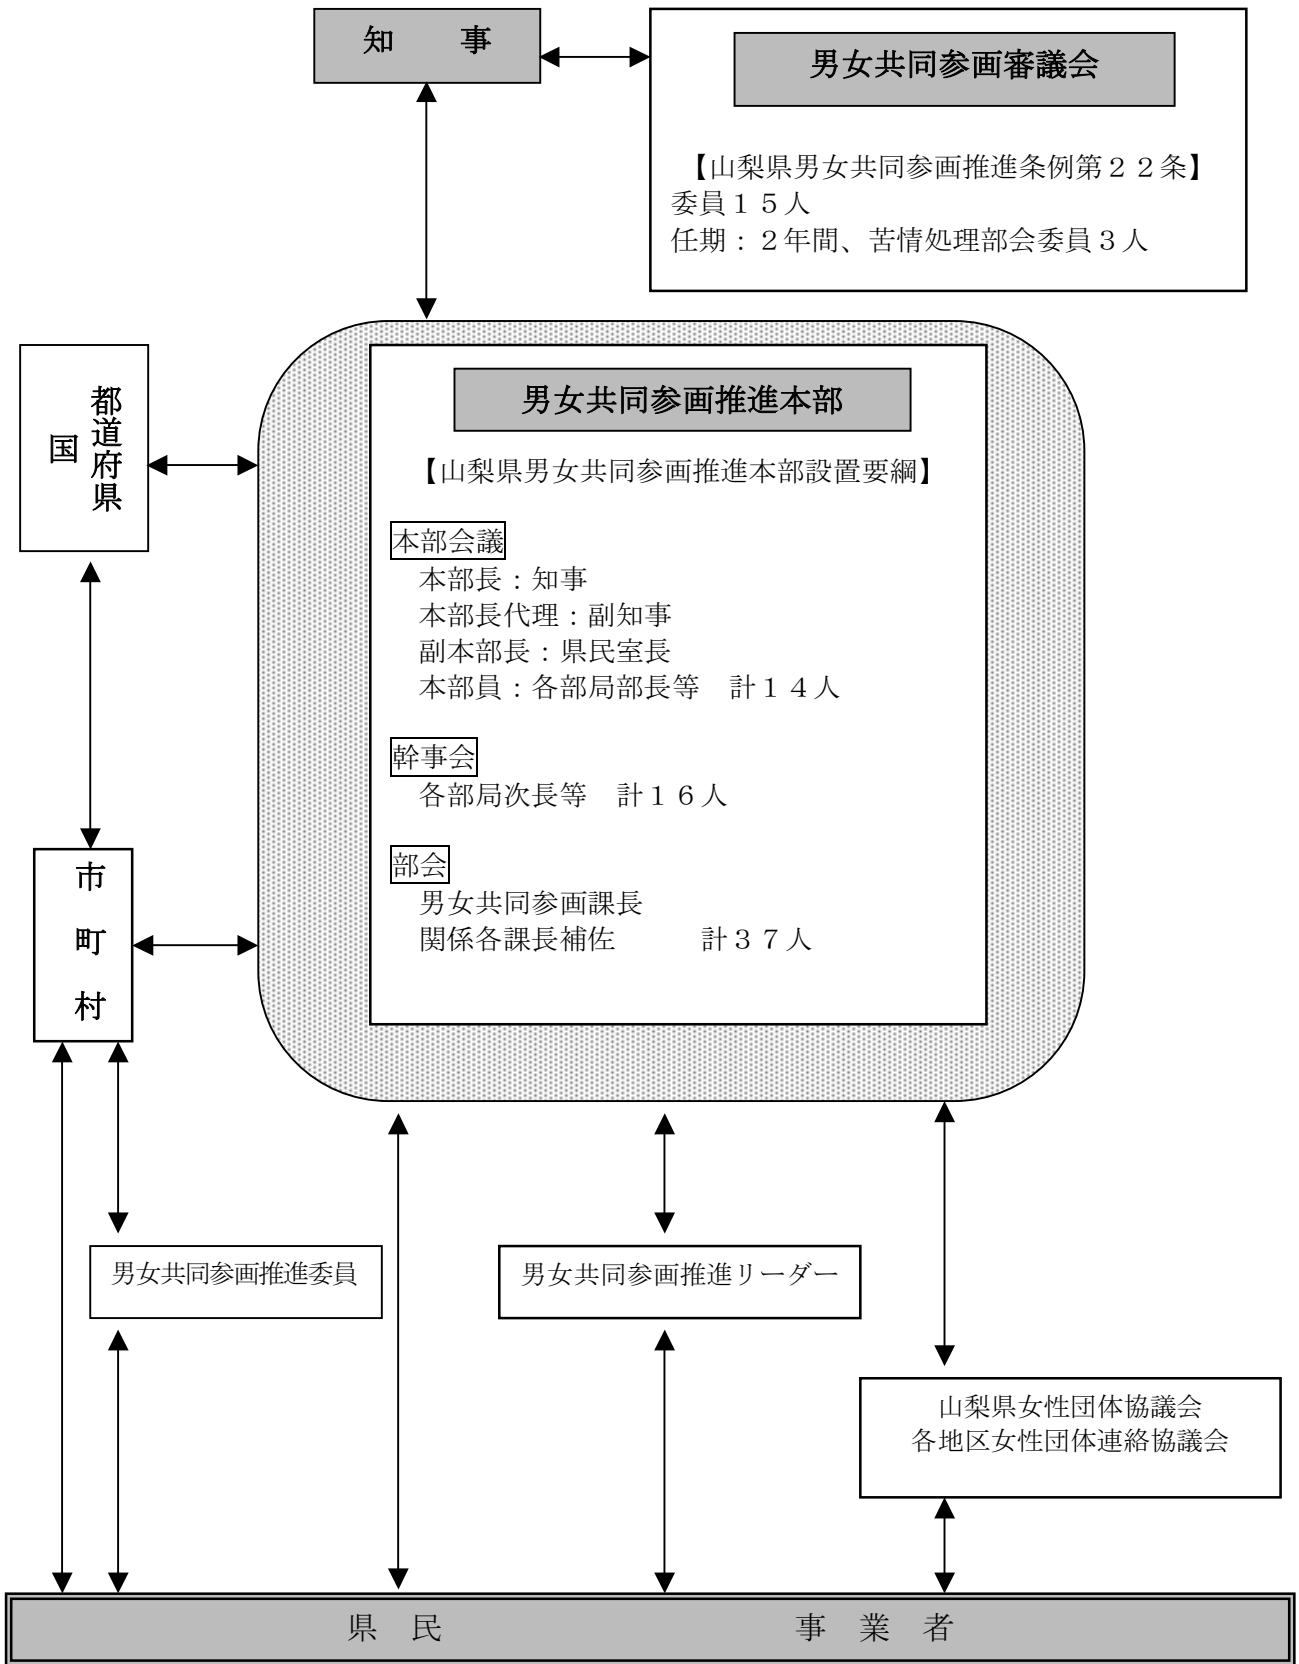 知　　事
男女共同参画審議会
【山梨県男女共同参画推進条例第２２条】
委員１５人
任期：２年間、苦情処理部会委員３人
都道府県
国
男女共同参画推進本部
【山梨県男女共同参画推進本部設置要綱】
本部会議
本部長：知事
本部長代理：副知事
副本部長：県民室長
本部員：各部局部長等　計１４人
幹事会
各部局次長等　計１６人
部会
男女共同参画課長
関係各課長補佐　　　計３７人
市町村
男女共同参画推進委員
男女共同参画推進リーダー
山梨県女性団体協議会
各地区女性団体連絡協議会
県　民　　　　　　　　　　　事　業　者